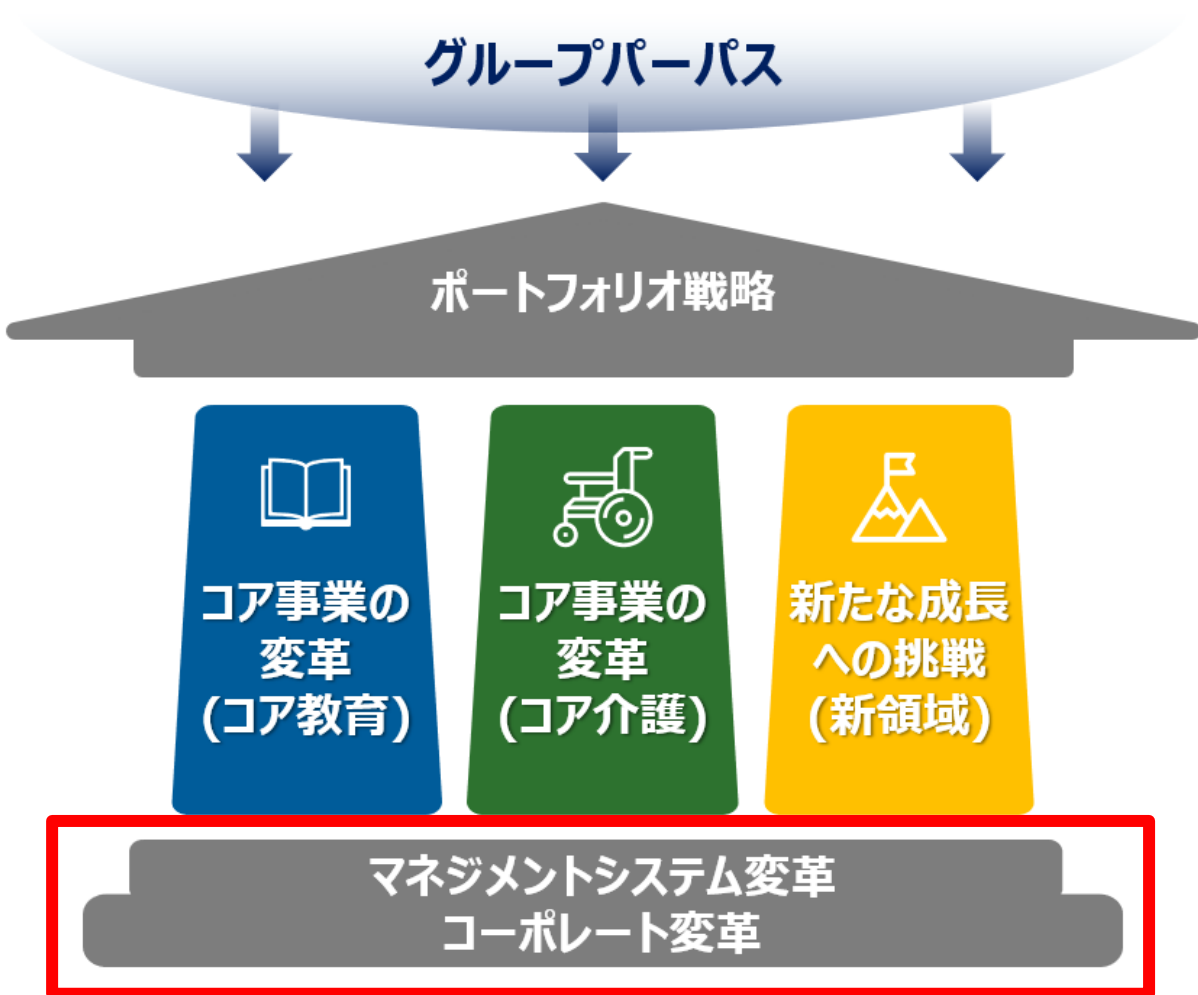 グループパーパス
ポートフォリオ戦略
コア事業の
変革
(コア教育)
コア事業の
変革
(コア介護)
新たな成長
への挑戦
(新領域)
マネジメントシステム変革
コーポレート変革